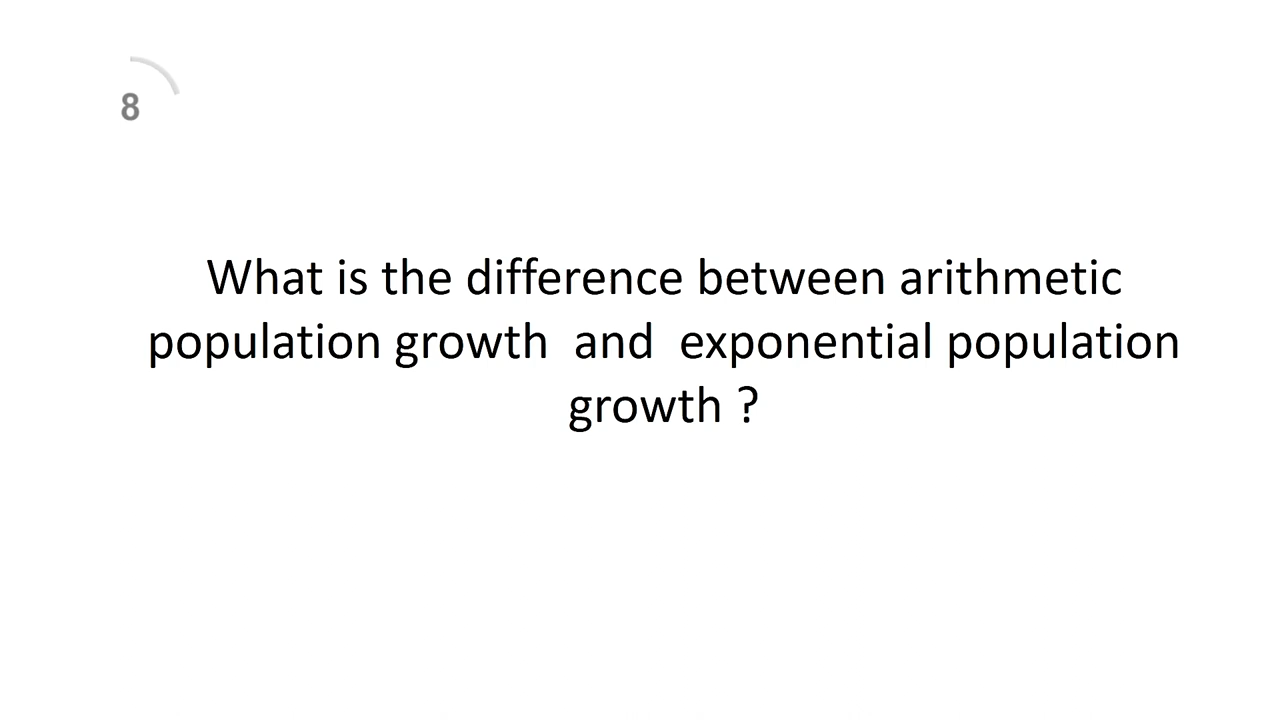 8
What is the difference between arithmetic
population growth  and  exponential population
growth ?